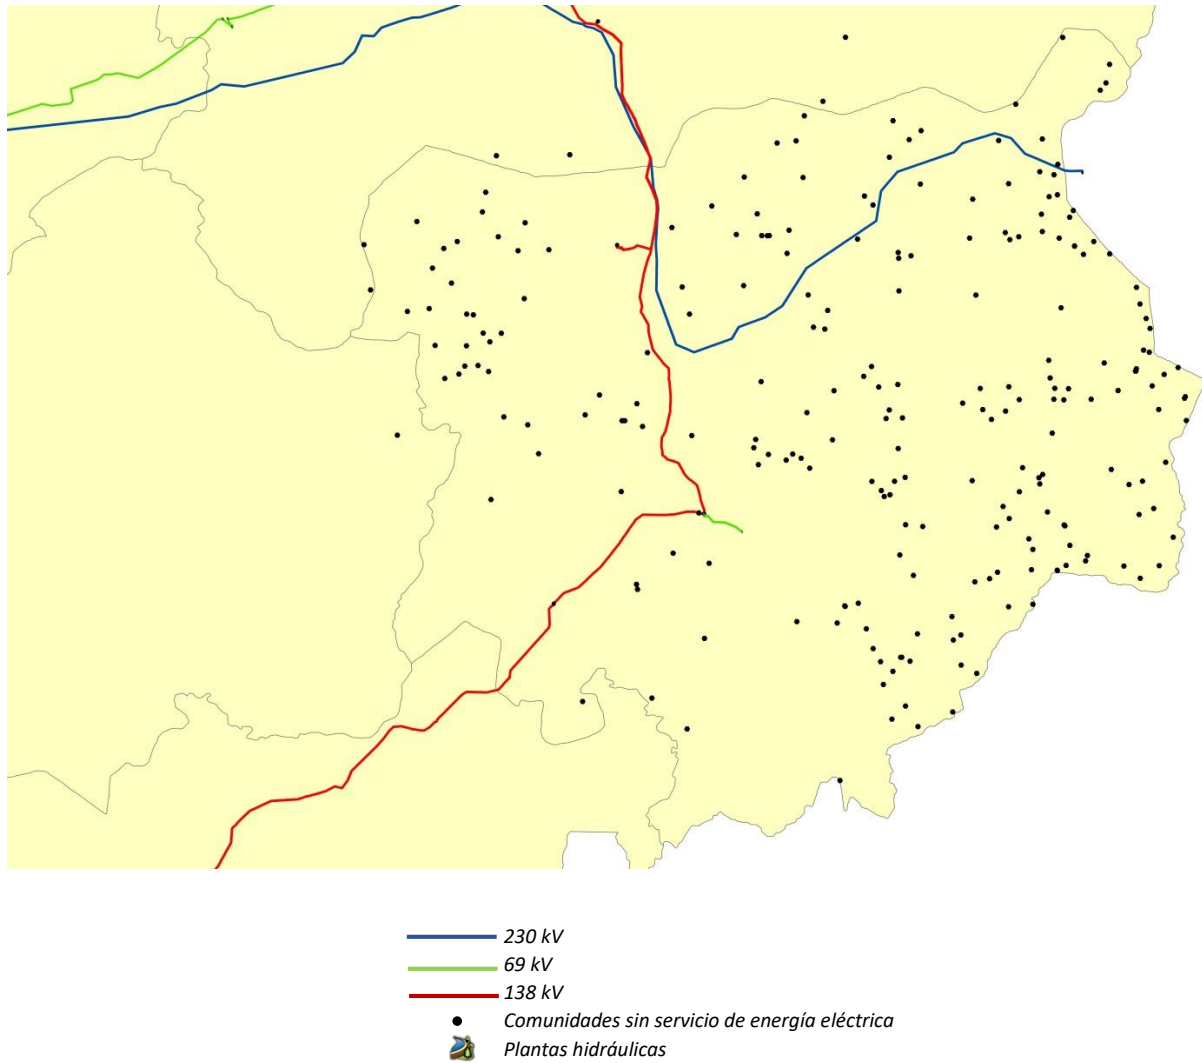 230 kV
69 kV
138 kV
Comunidades sin servicio de energía eléctrica
Plantas hidráulicas